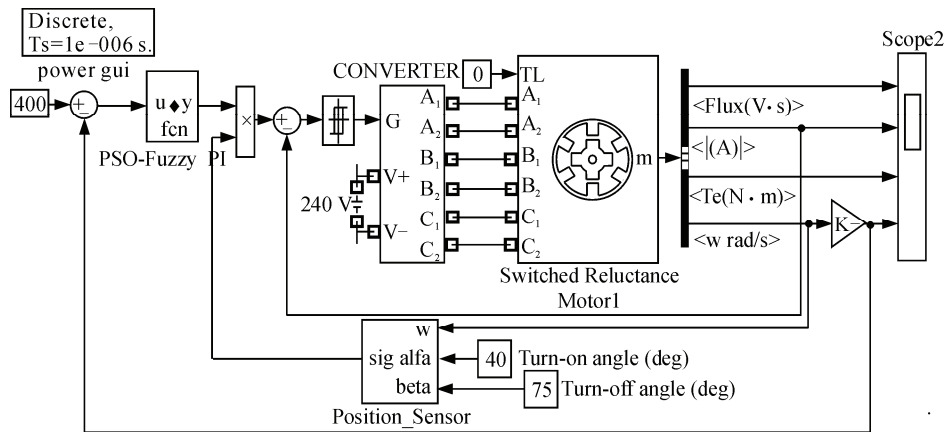 Discrete,
Ts=1e−006 s.
power gui
400
+
−
u♦y
fcn
PSO-Fuzzy PI
×
+
−
CONVERTER
0
G
V+
240 V
V−
A₁
A₂
B₁
B₂
C₁
C₂
TL
A₁
A₂
B₁
B₂
C₁
C₂
m
Switched Reluctance
Motor1
<Flux(V·s)>
<|(A)|>
<Te(N·m)>
<w rad/s>
K−
Scope2
w
sig alfa
beta
Position_Sensor
40
Turn-on angle (deg)
75
Turn-off angle (deg)